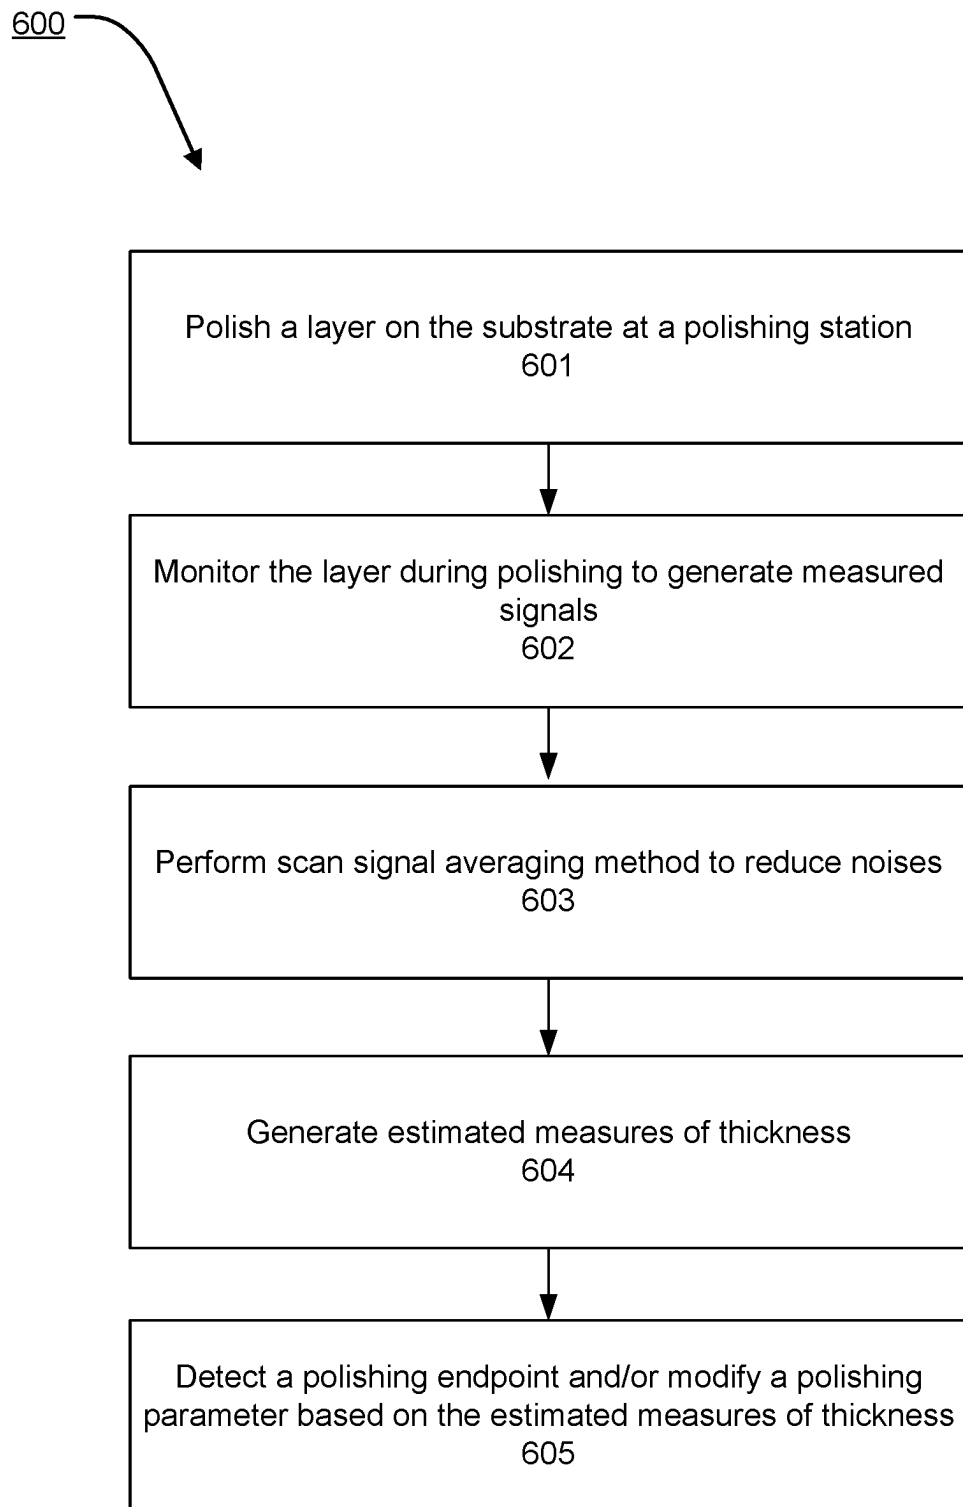 600
Polish a layer on the substrate at a polishing station
601
Monitor the layer during polishing to generate measured
signals
602
Perform scan signal averaging method to reduce noises
603
Generate estimated measures of thickness
604
Detect a polishing endpoint and/or modify a polishing
parameter based on the estimated measures of thickness
605